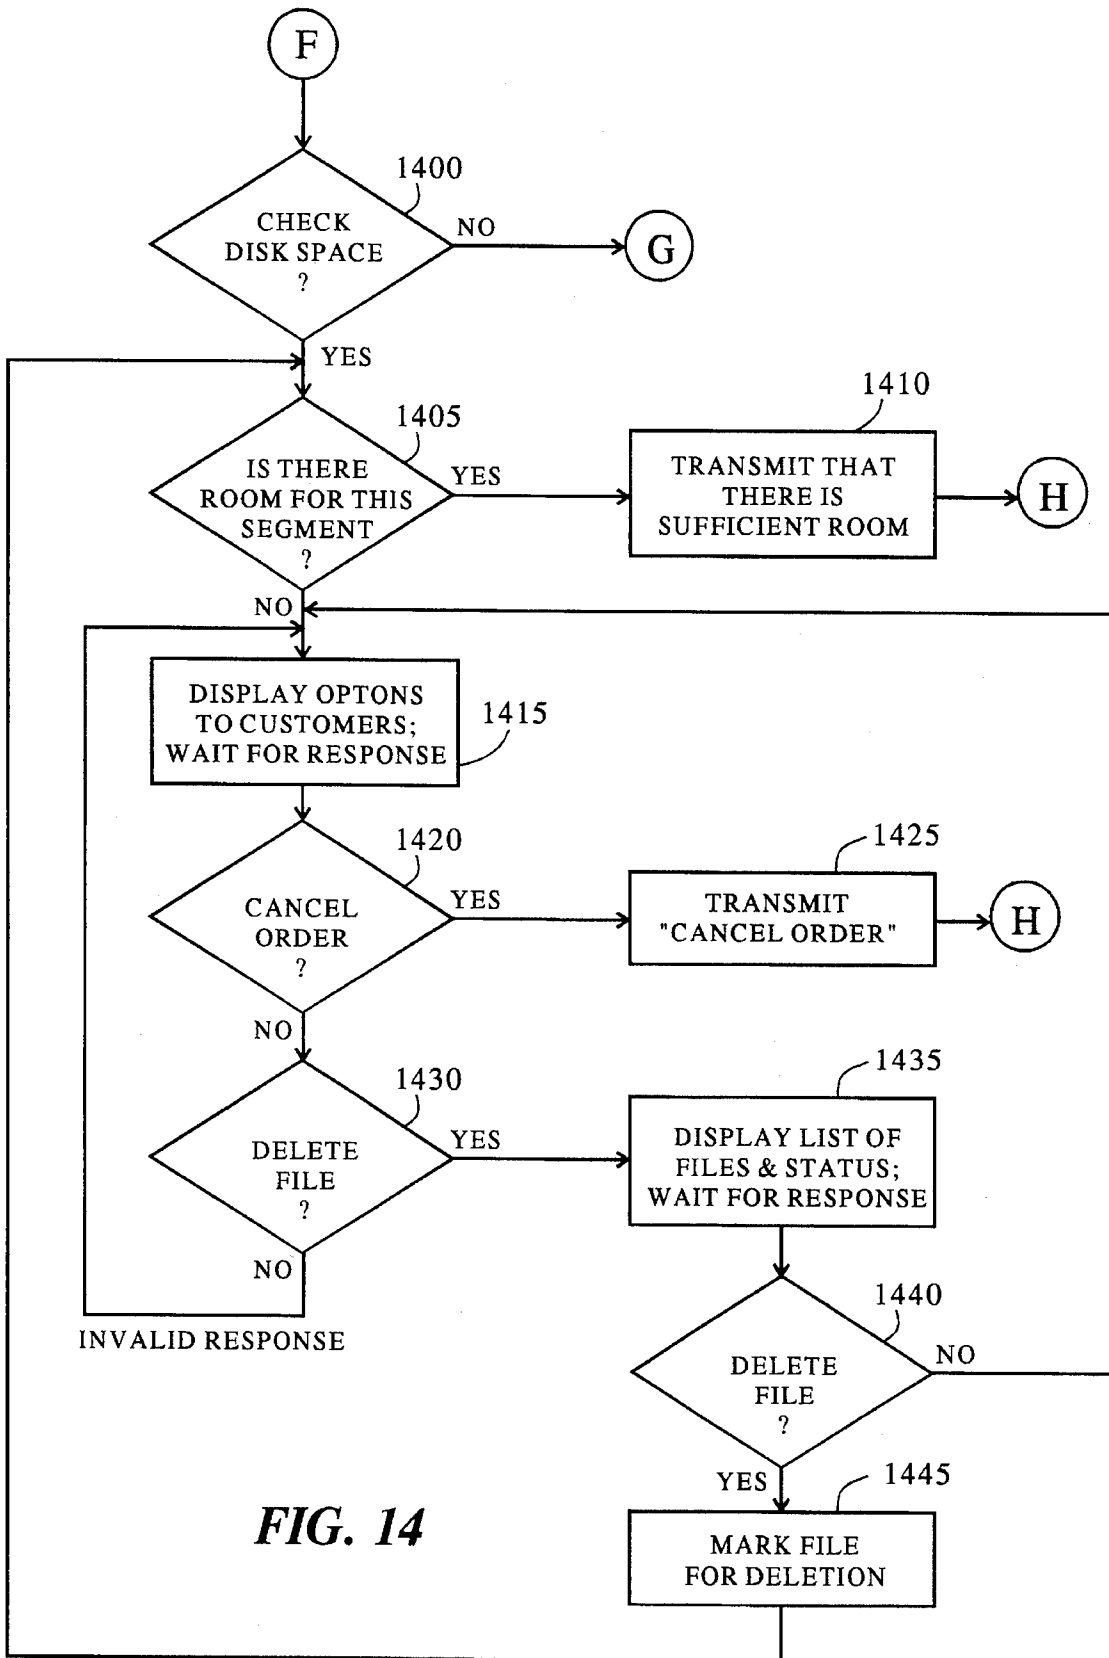 F
1400
CHECK
DISK SPACE
?
NO
G
YES
1405
IS THERE
ROOM FOR THIS
SEGMENT
?
YES
1410
TRANSMIT THAT
THERE IS
SUFFICIENT ROOM
H
NO
DISPLAY OPTONS
TO CUSTOMERS;
WAIT FOR RESPONSE
1415
1420
CANCEL
ORDER
?
YES
1425
TRANSMIT
"CANCEL ORDER"
H
NO
1430
DELETE
FILE
?
YES
1435
DISPLAY LIST OF
FILES & STATUS;
WAIT FOR RESPONSE
NO
INVALID RESPONSE
1440
DELETE
FILE
?
NO
YES
1445
MARK FILE
FOR DELETION
FIG. 14